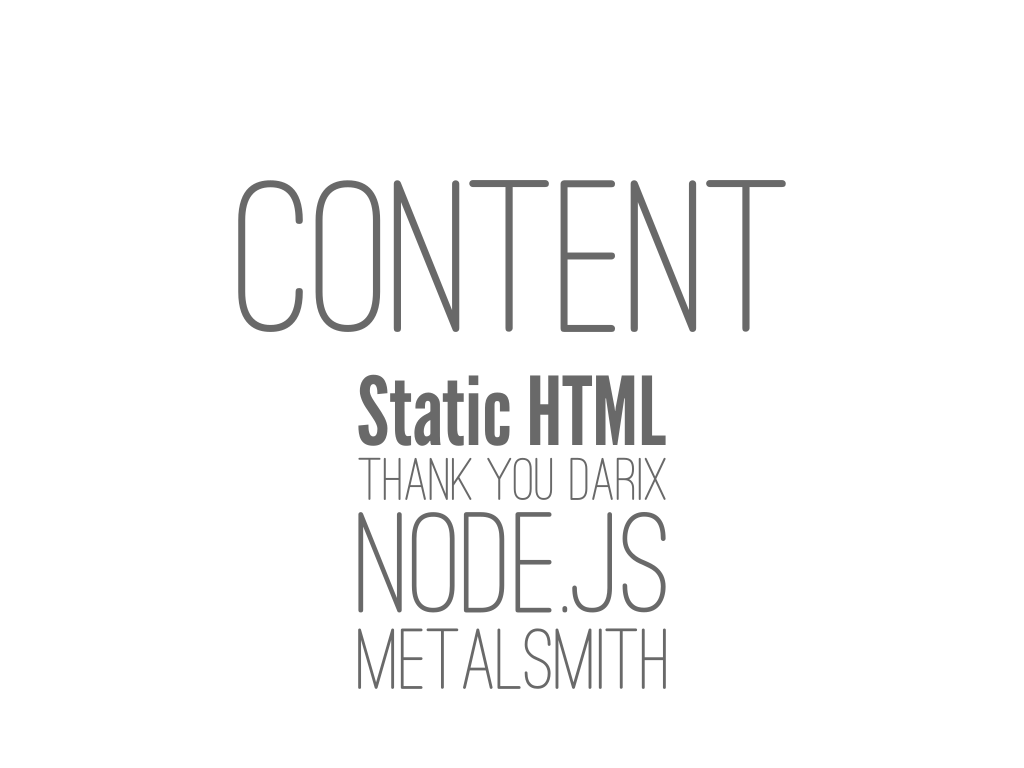 CONTENT
Static HTML
THANK YOU DARIX
NODE.JS
METALSMITH